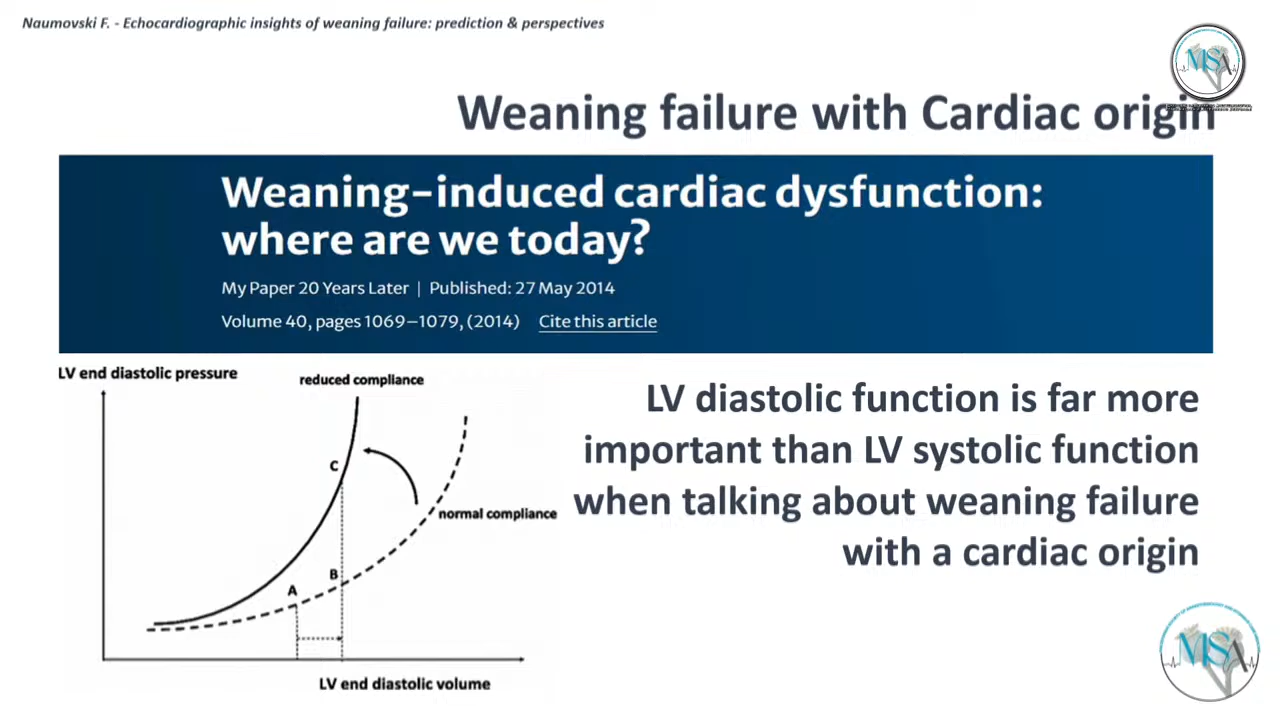 Naumovski F. - Echocardiographic insights of weaning failure: prediction & perspectives
MSA
Weaning failure with Cardiac origin
Weaning-induced cardiac dysfunction:
where are we today?
My Paper 20 Years Later | Published: 27 May 2014
Volume 40, pages 1069–1079, (2014) Cite this article
LV end diastolic pressure
reduced compliance
C
normal compliance
B
A
LV end diastolic volume
LV diastolic function is far more
important than LV systolic function
when talking about weaning failure
with a cardiac origin
MSA